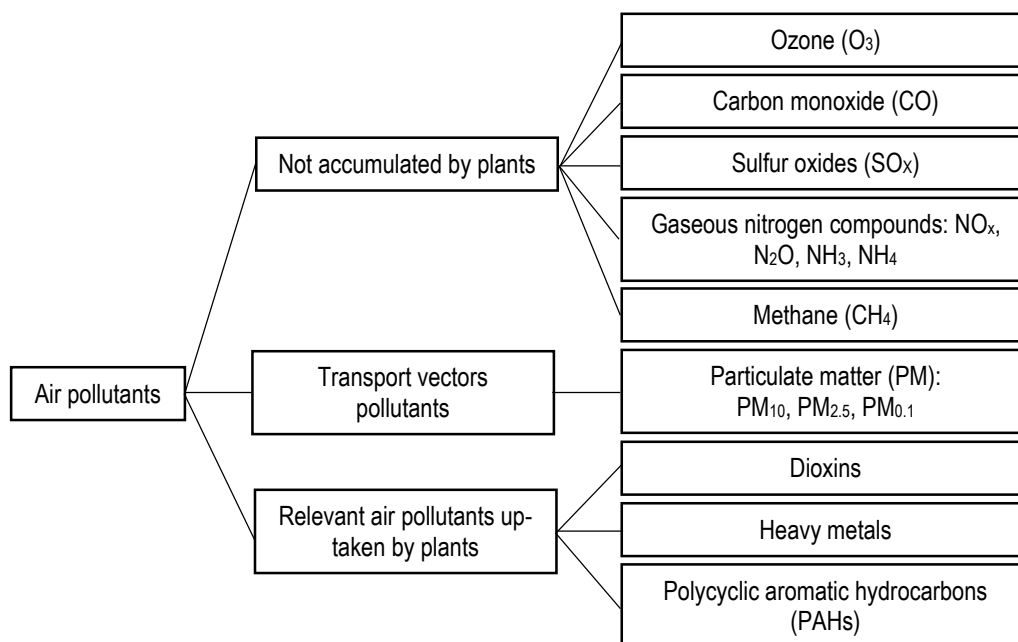 Ozone (O₃)
Carbon monoxide (CO)
Not accumulated by plants
Sulfur oxides (SOₓ)
Gaseous nitrogen compounds: NOₓ,
N₂O, NH₃, NH₄
Methane (CH₄)
Air pollutants
Transport vectors
pollutants
Particulate matter (PM):
PM₁₀, PM₂.₅, PM₀.₁
Relevant air pollutants up-
taken by plants
Dioxins
Heavy metals
Polycyclic aromatic hydrocarbons
(PAHs)